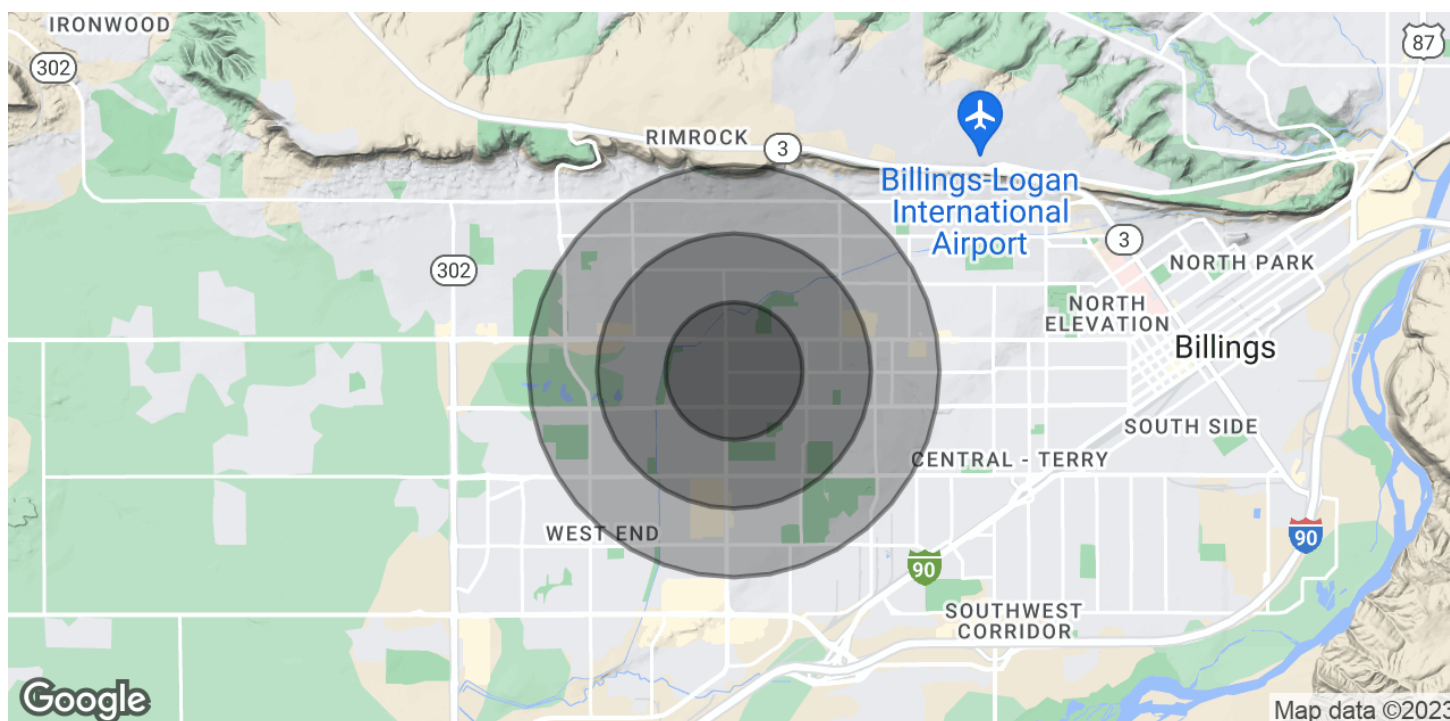 IRONWOOD
302
87
RIMROCK
3
Billings-Logan
International
Airport
3
302
NORTH PARK
NORTH
ELEVATION
Billings
SOUTH SIDE
CENTRAL - TERRY
WEST END
90
90
SOUTHWEST
CORRIDOR
Google
Map data ©2023